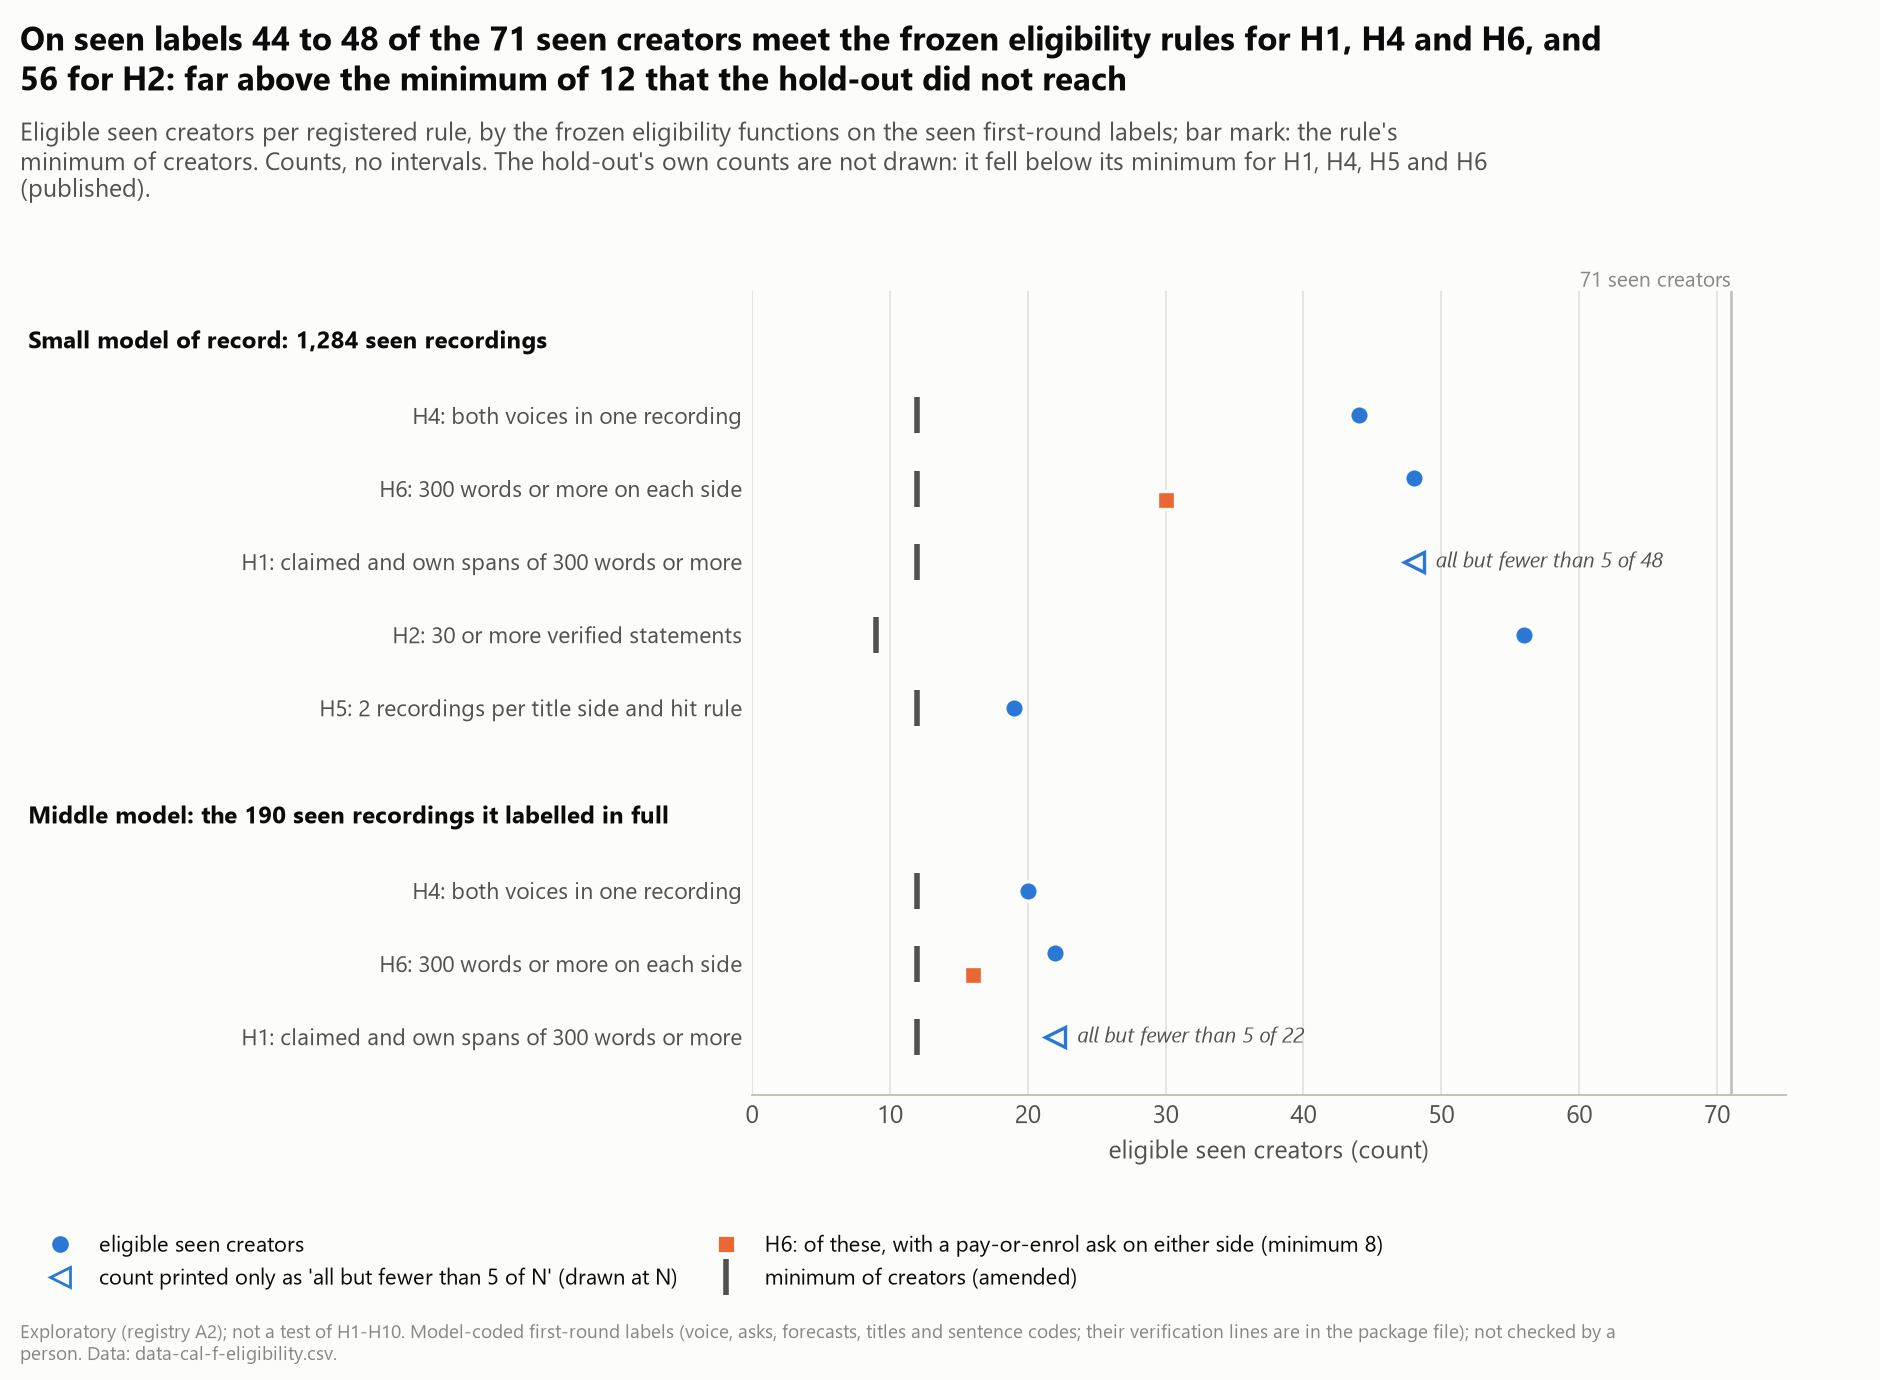 On seen labels 44 to 48 of the 71 seen creators meet the frozen eligibility rules for H1, H4 and H6, and
56 for H2: far above the minimum of 12 that the hold-out did not reach
Eligible seen creators per registered rule, by the frozen eligibility functions on the seen first-round labels; bar mark: the rule's
minimum of creators. Counts, no intervals. The hold-out's own counts are not drawn: it fell below its minimum for H1, H4, H5 and H6
(published).
71 seen creators
Small model of record: 1,284 seen recordings
H4: both voices in one recording
H6: 300 words or more on each side
H1: claimed and own spans of 300 words or more
all but fewer than 5 of 48
H2: 30 or more verified statements
H5: 2 recordings per title side and hit rule
Middle model: the 190 seen recordings it labelled in full
H4: both voices in one recording
H6: 300 words or more on each side
H1: claimed and own spans of 300 words or more
all but fewer than 5 of 22
0 10 20 30 40 50 60 70
eligible seen creators (count)
eligible seen creators
count printed only as 'all but fewer than 5 of N' (drawn at N)
H6: of these, with a pay-or-enrol ask on either side (minimum 8)
minimum of creators (amended)
Exploratory (registry A2); not a test of H1-H10. Model-coded first-round labels (voice, asks, forecasts, titles and sentence codes; their verification lines are in the package file); not checked by a
person. Data: data-cal-f-eligibility.csv.